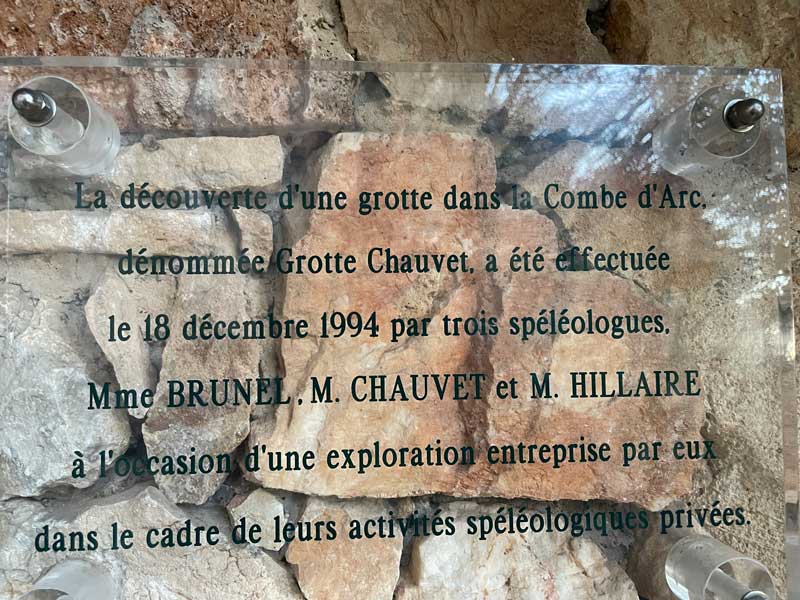 La découverte d'une grotte dans la Combe d'Arc,
dénommée Grotte Chauvet, a été effectuée
le 18 décembre 1994 par trois spéléologues,
Mme BRUNEL, M. CHAUVET et M. HILLAIRE
à l'occasion d'une exploration entreprise par eux
dans le cadre de leurs activités spéléologiques privées.